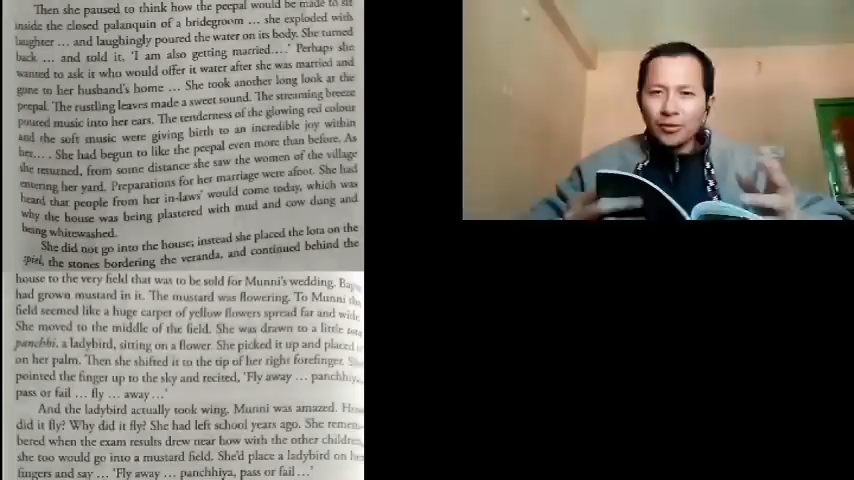 Then she paused to think how the peepal would be made to sit
inside the closed palanquin of a bridegroom ... she exploded with
laughter ... and laughingly poured the water on its body. She turned
back ... and told it, 'I am also getting married....' Perhaps she
wanted to ask it who would offer it water after she was married and
gone to her husband's home ... She took another long look at the
peepal. The rustling leaves made a sweet sound. The streaming breeze
poured music into her ears. The tenderness of the glowing red colour
and the soft music were giving birth to an incredible joy within
her.... She had begun to like the peepal even more than before. As
she returned, from some distance she saw the women of the village
entering her yard. Preparations for her marriage were afoot. She had
heard that people from her in-laws' would come today, which was
why the house was being plastered with mud and cow dung and
being whitewashed.
She did not go into the house; instead she placed the lota on the
the stones bordering the veranda, and continued behind the
house to the very field that was to be sold for Munni's wedding.
had grown mustard in it. The mustard was flowering. To Munni the
field seemed like a huge carpet of yellow flowers spread far and wide.
She moved to the middle of the field. She was drawn to a little
panchhi, a ladybird, sitting on a flower. She picked it up and placed
on her palm. Then she shifted it to the tip of her right forefinger.
pointed the finger up to the sky and recited, 'Fly away ... panchhiya,
pass or fail ... fly ... away ...'
And the ladybird actually took wing. Munni was amazed. How
did it fly? Why did it fly? She had left school years ago. She remem-
bered when the exam results drew near how with the other children
she too would go into a mustard field. She'd place a ladybird on her
fingers and say ... 'Fly away ... panchhiya, pass or fail ...'